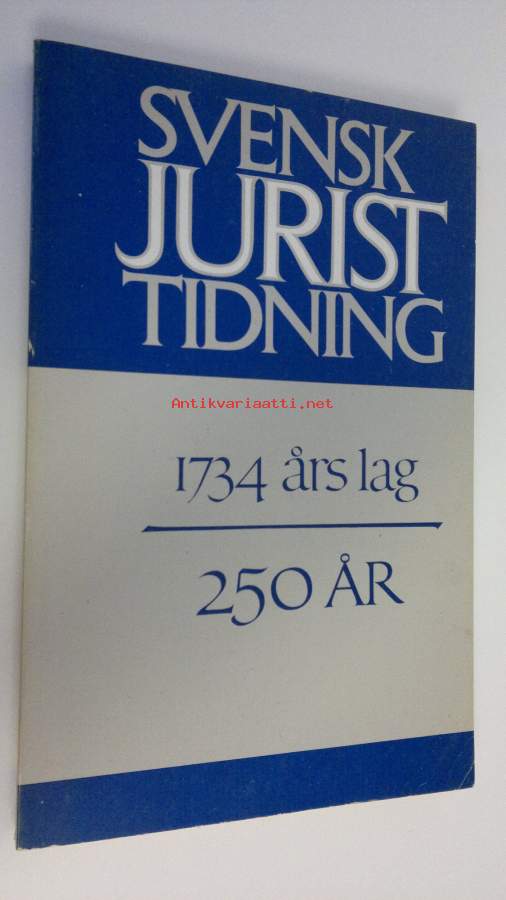 SVENSK
JURIST
TIDNING
Antikvariaatti.net
1734 års lag
250 ÅR